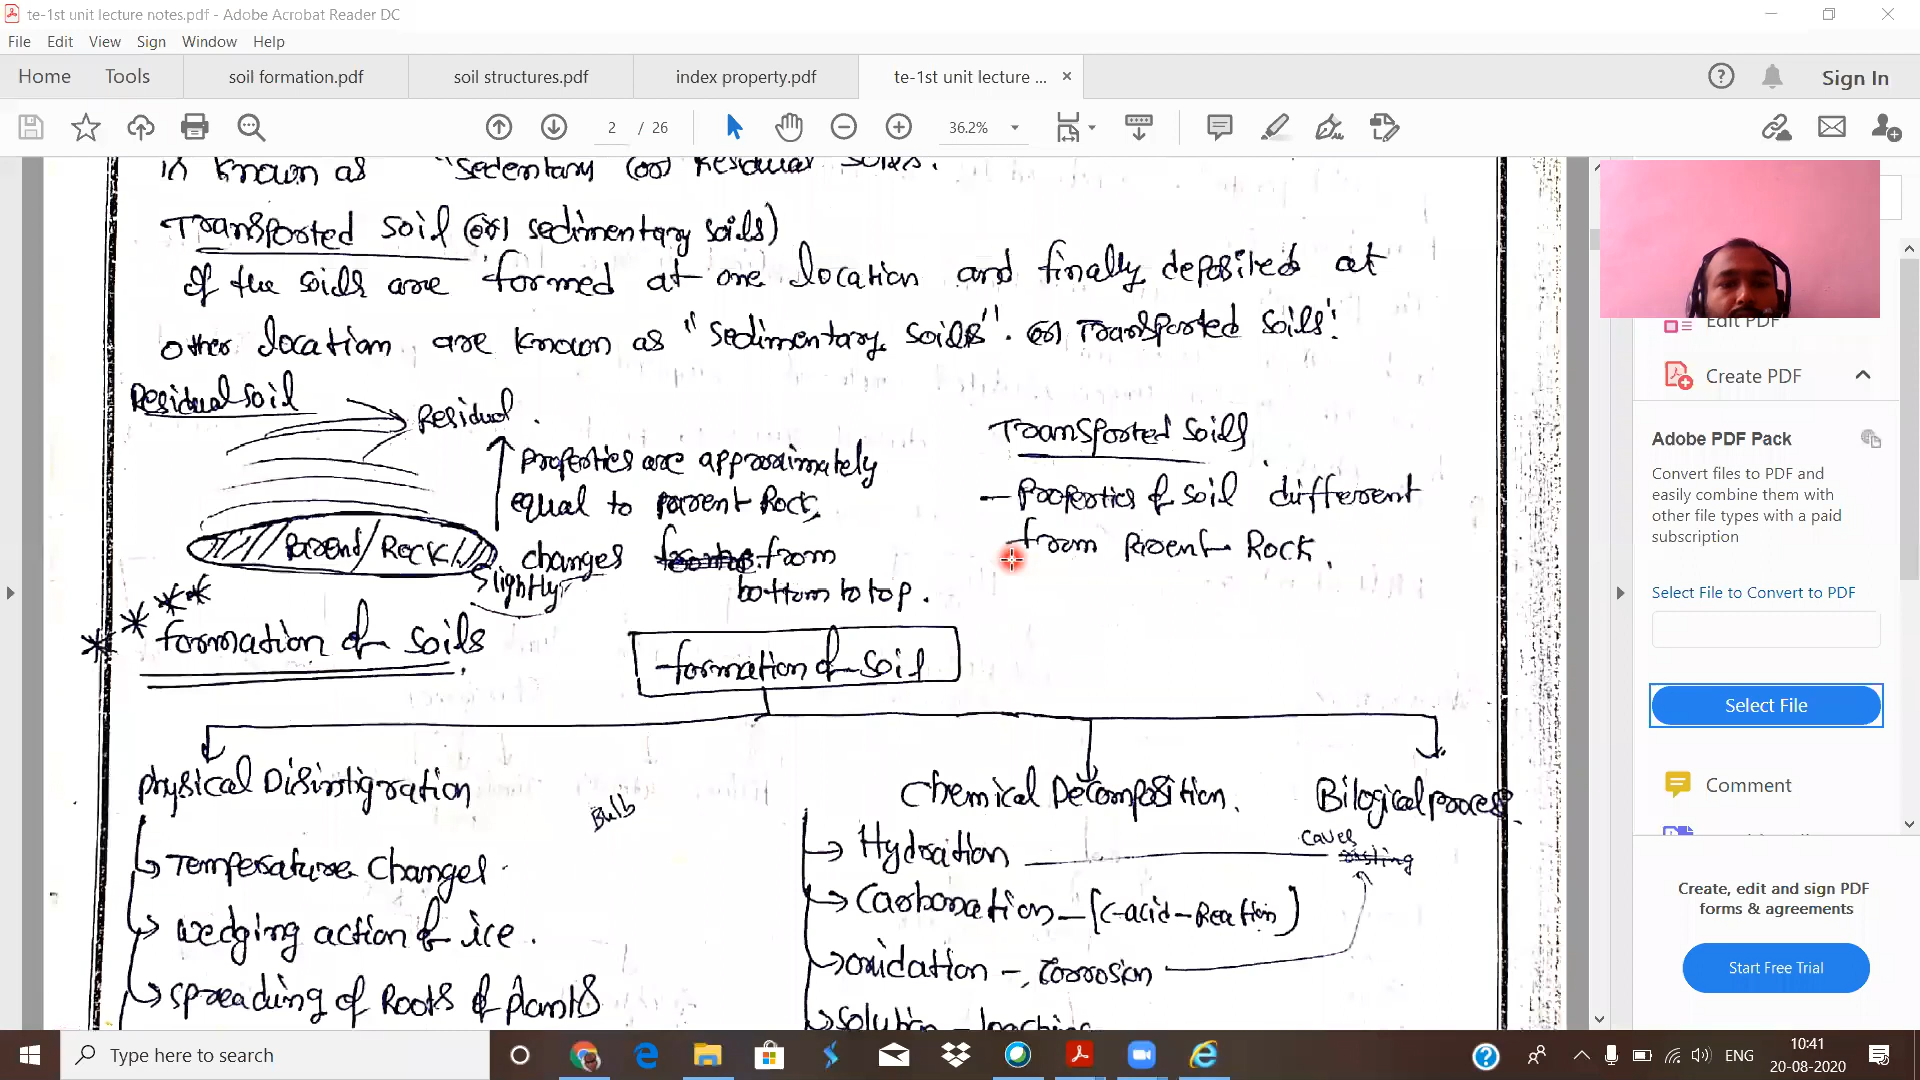 te-1st unit lecture notes.pdf - Adobe Acrobat Reader DC
File Edit View Sign Window Help
Home Tools soil formation.pdf soil structures.pdf index property.pdf te-1st unit lecture ... × Sign In
2 / 26 36.2%
is known as "Sedentary (or) Residual Soils.
Transported Soil (or) sedimentary soils)
If the soils are formed at one location and finally deposited at
other location, are known as "Sedimentary soils". (or) Transported Soils".
Residual soil
Residual.
Properties are approximately
equal to parent Rock,
changes from
slightly
bottom to top.
Parent/Rock
Transported Soils
- Properties of soil different
from Parent Rock.
formation of soils
formation of soil
physical Disintigration
Chemical Decomposition.
Bilogical process.
Bulb
Temperature Changes
wedging action of ice.
spreading of Roots of plants
Hydration
caves
Carbonation - [C-acid-Reaction]
oxidation - Corrosion
solution - leaching
Edit PDF
Create PDF
Adobe PDF Pack
Convert files to PDF and
easily combine them with
other file types with a paid
subscription
Select File to Convert to PDF
Select File
Comment
Create, edit and sign PDF
forms & agreements
Start Free Trial
Type here to search
ENG
10:41
20-08-2020